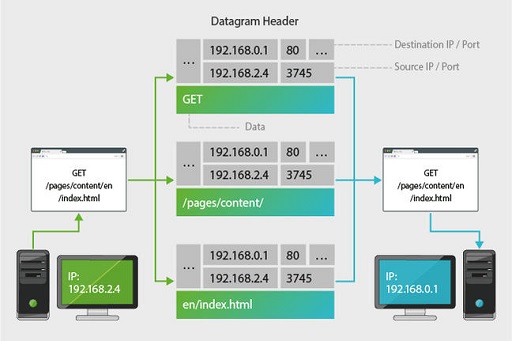 Datagram Header
... 192.168.0.1 80 ...
192.168.2.4 3745
Destination IP / Port
Source IP / Port
GET
Data
GET
/pages/content/en
/index.html
... 192.168.0.1 80 ...
192.168.2.4 3745
/pages/content/
GET
/pages/content/en
/index.html
... 192.168.0.1 80 ...
192.168.2.4 3745
en/index.html
IP:
192.168.2.4
IP:
192.168.0.1